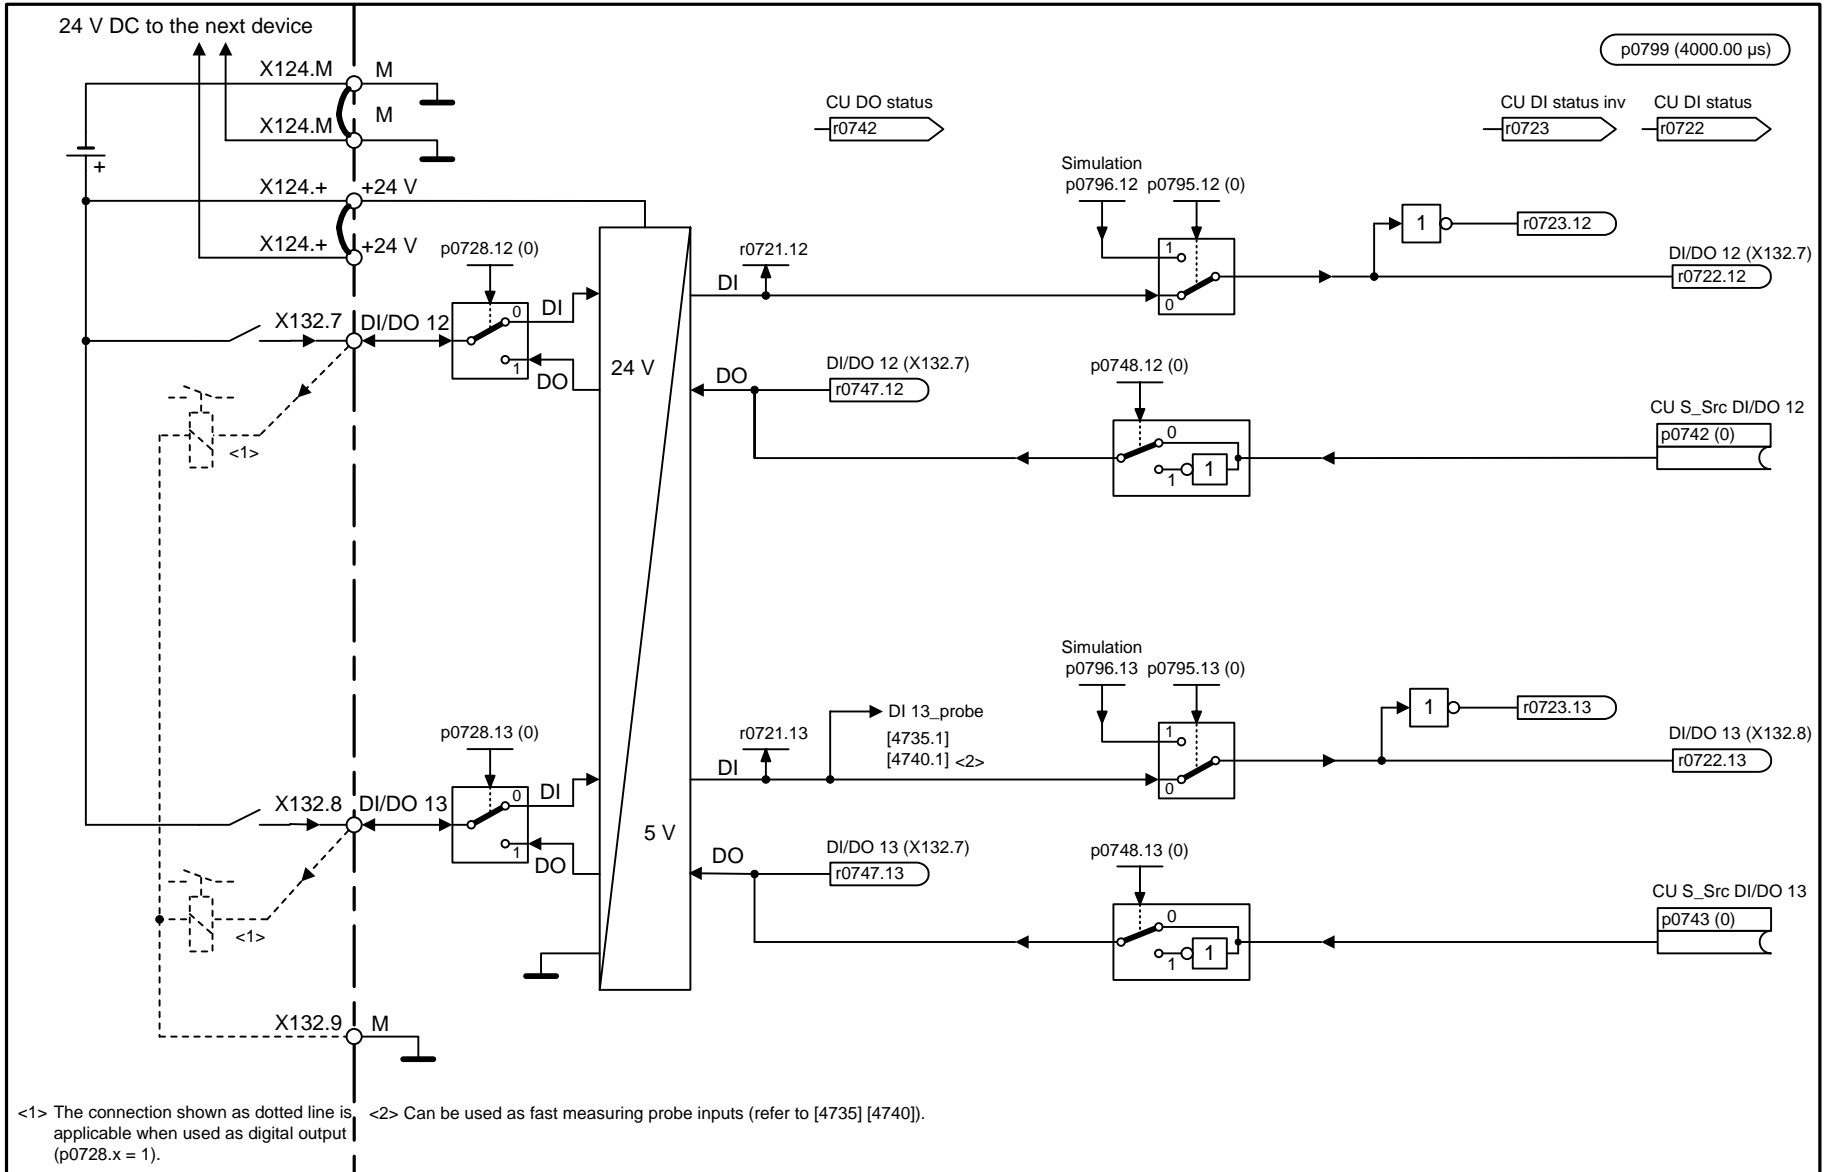 24 V DC to the next device
p0799 (4000.00 µs)
X124.M
M
CU DO status
r0742
CU DI status inv
r0723
CU DI status
r0722
X124.M
M
+
X124.+
+24 V
X124.+
+24 V
Simulation
p0796.12
p0795.12 (0)
1
0
1
r0723.12
DI/DO 12 (X132.7)
r0722.12
p0728.12 (0)
r0721.12
DI
DI
0
1
X132.7
DI/DO 12
DO
24 V
DO
DI/DO 12 (X132.7)
r0747.12
p0748.12 (0)
0
1
1
CU S_Src DI/DO 12
p0742 (0)
<1>
Simulation
p0796.13
p0795.13 (0)
1
0
1
r0723.13
DI/DO 13 (X132.8)
r0722.13
DI 13_probe
[4735.1]
[4740.1] <2>
p0728.13 (0)
r0721.13
DI
DI
0
1
X132.8
DI/DO 13
DO
5 V
DO
DI/DO 13 (X132.7)
r0747.13
p0748.13 (0)
0
1
1
CU S_Src DI/DO 13
p0743 (0)
<1>
X132.9
M
<1> The connection shown as dotted line is
applicable when used as digital output
(p0728.x = 1).
<2> Can be used as fast measuring probe inputs (refer to [4735] [4740]).